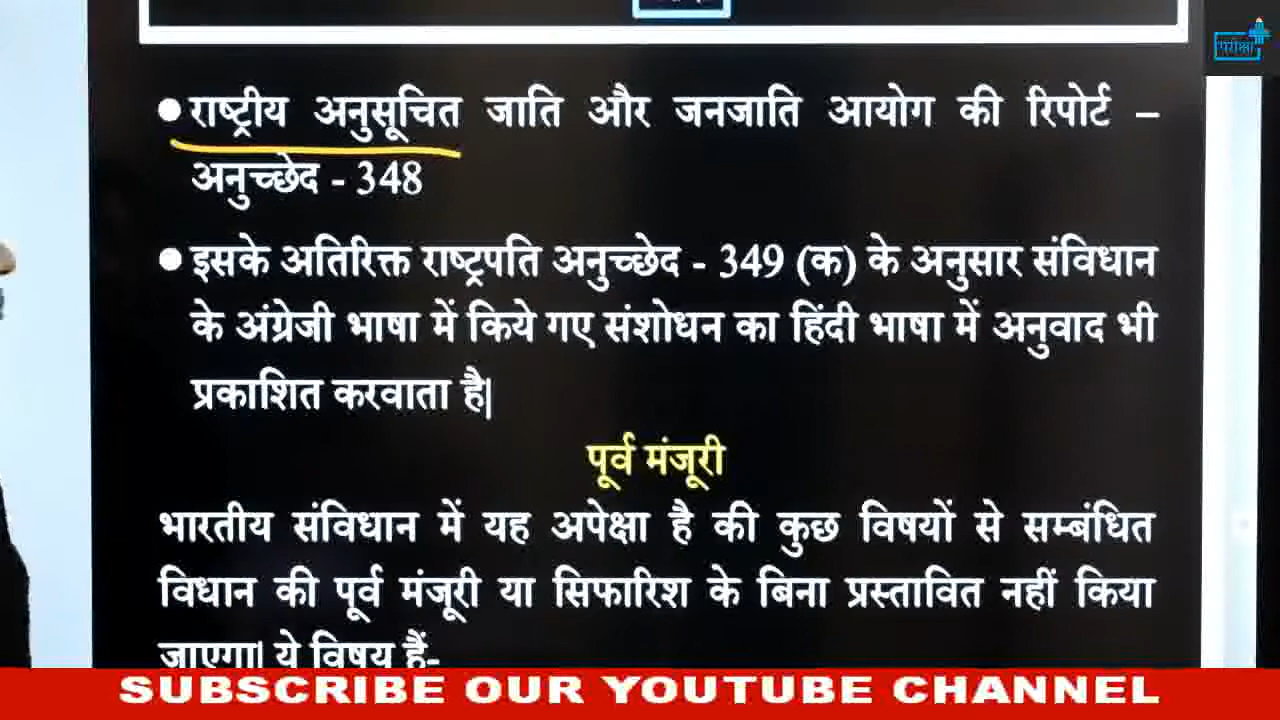 परीक्षा
● राष्ट्रीय अनुसूचित जाति और जनजाति आयोग की रिपोर्ट –
अनुच्छेद - 348
● इसके अतिरिक्त राष्ट्रपति अनुच्छेद - 349 (क) के अनुसार संविधान
के अंग्रेजी भाषा में किये गए संशोधन का हिंदी भाषा में अनुवाद भी
प्रकाशित करवाता है|
पूर्व मंजूरी
भारतीय संविधान में यह अपेक्षा है की कुछ विषयों से सम्बंधित
विधान की पूर्व मंजूरी या सिफारिश के बिना प्रस्तावित नहीं किया
जाएगा| ये विषय हैं-
SUBSCRIBE OUR YOUTUBE CHANNEL